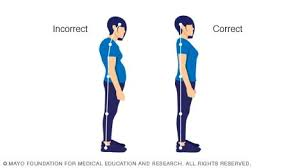 Incorrect
Correct
© MAYO FOUNDATION FOR MEDICAL EDUCATION AND RESEARCH. ALL RIGHTS RESERVED.